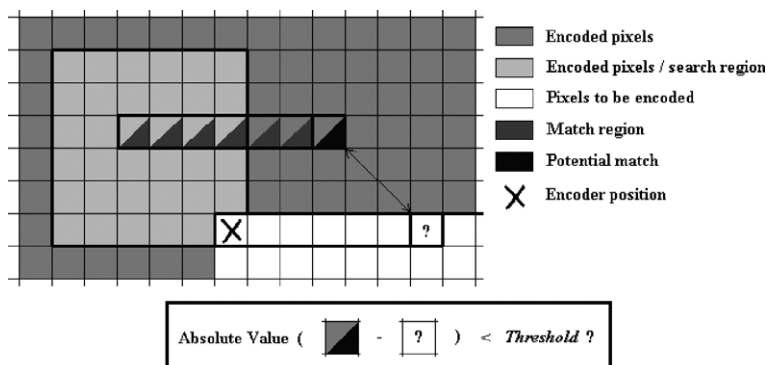 Encoded pixels
Encoded pixels / search region
Pixels to be encoded
Match region
Potential match
X Encoder position
X
?
Absolute Value ( - ? ) < Threshold ?